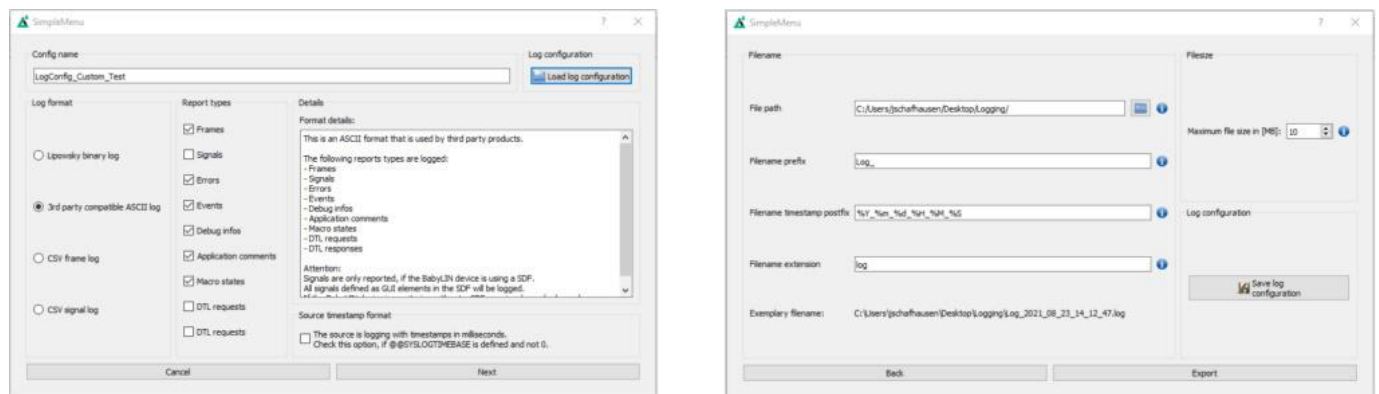 SimpleMenu
Config name
LogConfig_Custom_Test
Log configuration
Load log configuration
Log format
Lipowsky binary log
3rd party compatible ASCII log
CSV frame log
CSV signal log
Report types
Frames
Signals
Errors
Events
Debug infos
Application comments
Macro states
DTL requests
DTL requests
Details
Format details:
This is an ASCII format that is used by third party products.
The following reports types are logged:
- Frames
- Signals
- Errors
- Events
- Debug infos
- Application comments
- Macro states
- DTL requests
- DTL responses
Attention:
Signals are only reported, if the BabyLIN device is using a SDF.
All signals defined as GUI elements in the SDF will be logged.
Source timestamp format
The source is logging with timestamps in milliseconds.
Check this option, if @@SYSLOGTIMEBASE is defined and not 0.
Cancel
Next
SimpleMenu
Filename
File path
C:/Users/jschafhausen/Desktop/Logging/
Filename prefix
Log_
Filename timestamp postfix
%Y_%m_%d_%H_%M_%S
Filename extension
log
Exemplary filename:
C:\Users\jschafhausen\Desktop\Logging\Log_2021_08_23_14_12_47.log
Filesize
Maximum file size in [MB]:
10
Log configuration
Save log
configuration
Back
Export